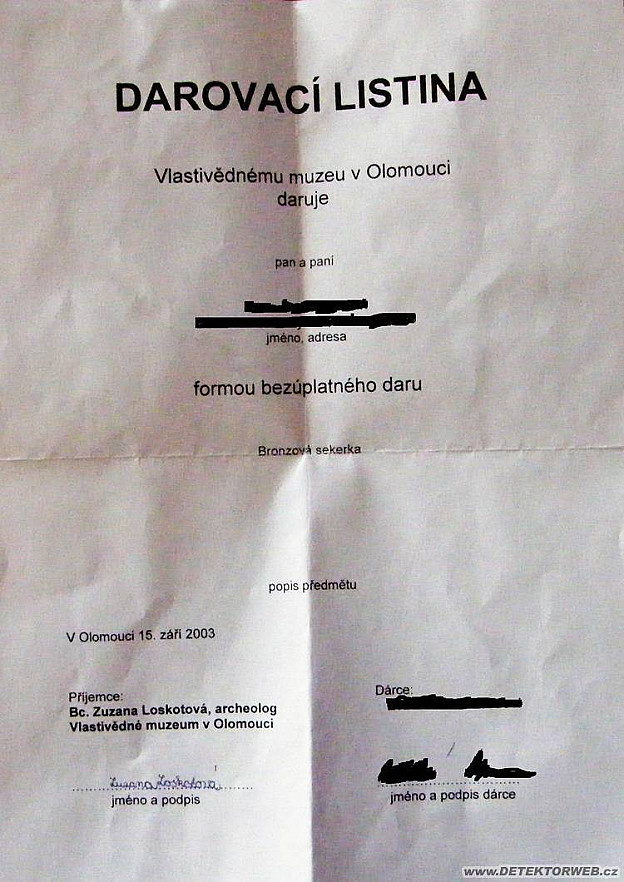 DAROVACÍ LISTINA
Vlastivědnému muzeu v Olomouci
daruje
pan a paní
jméno, adresa
formou bezúplatného daru
Bronzová sekerka
popis předmětu
V Olomouci 15. září 2003
Příjemce:
Bc. Zuzana Loskotová, archeolog
Vlastivědné muzeum v Olomouci
Zuzana Loskotová
jméno a podpis
Dárce:
jméno a podpis dárce
www.DETEKTORWEB.cz